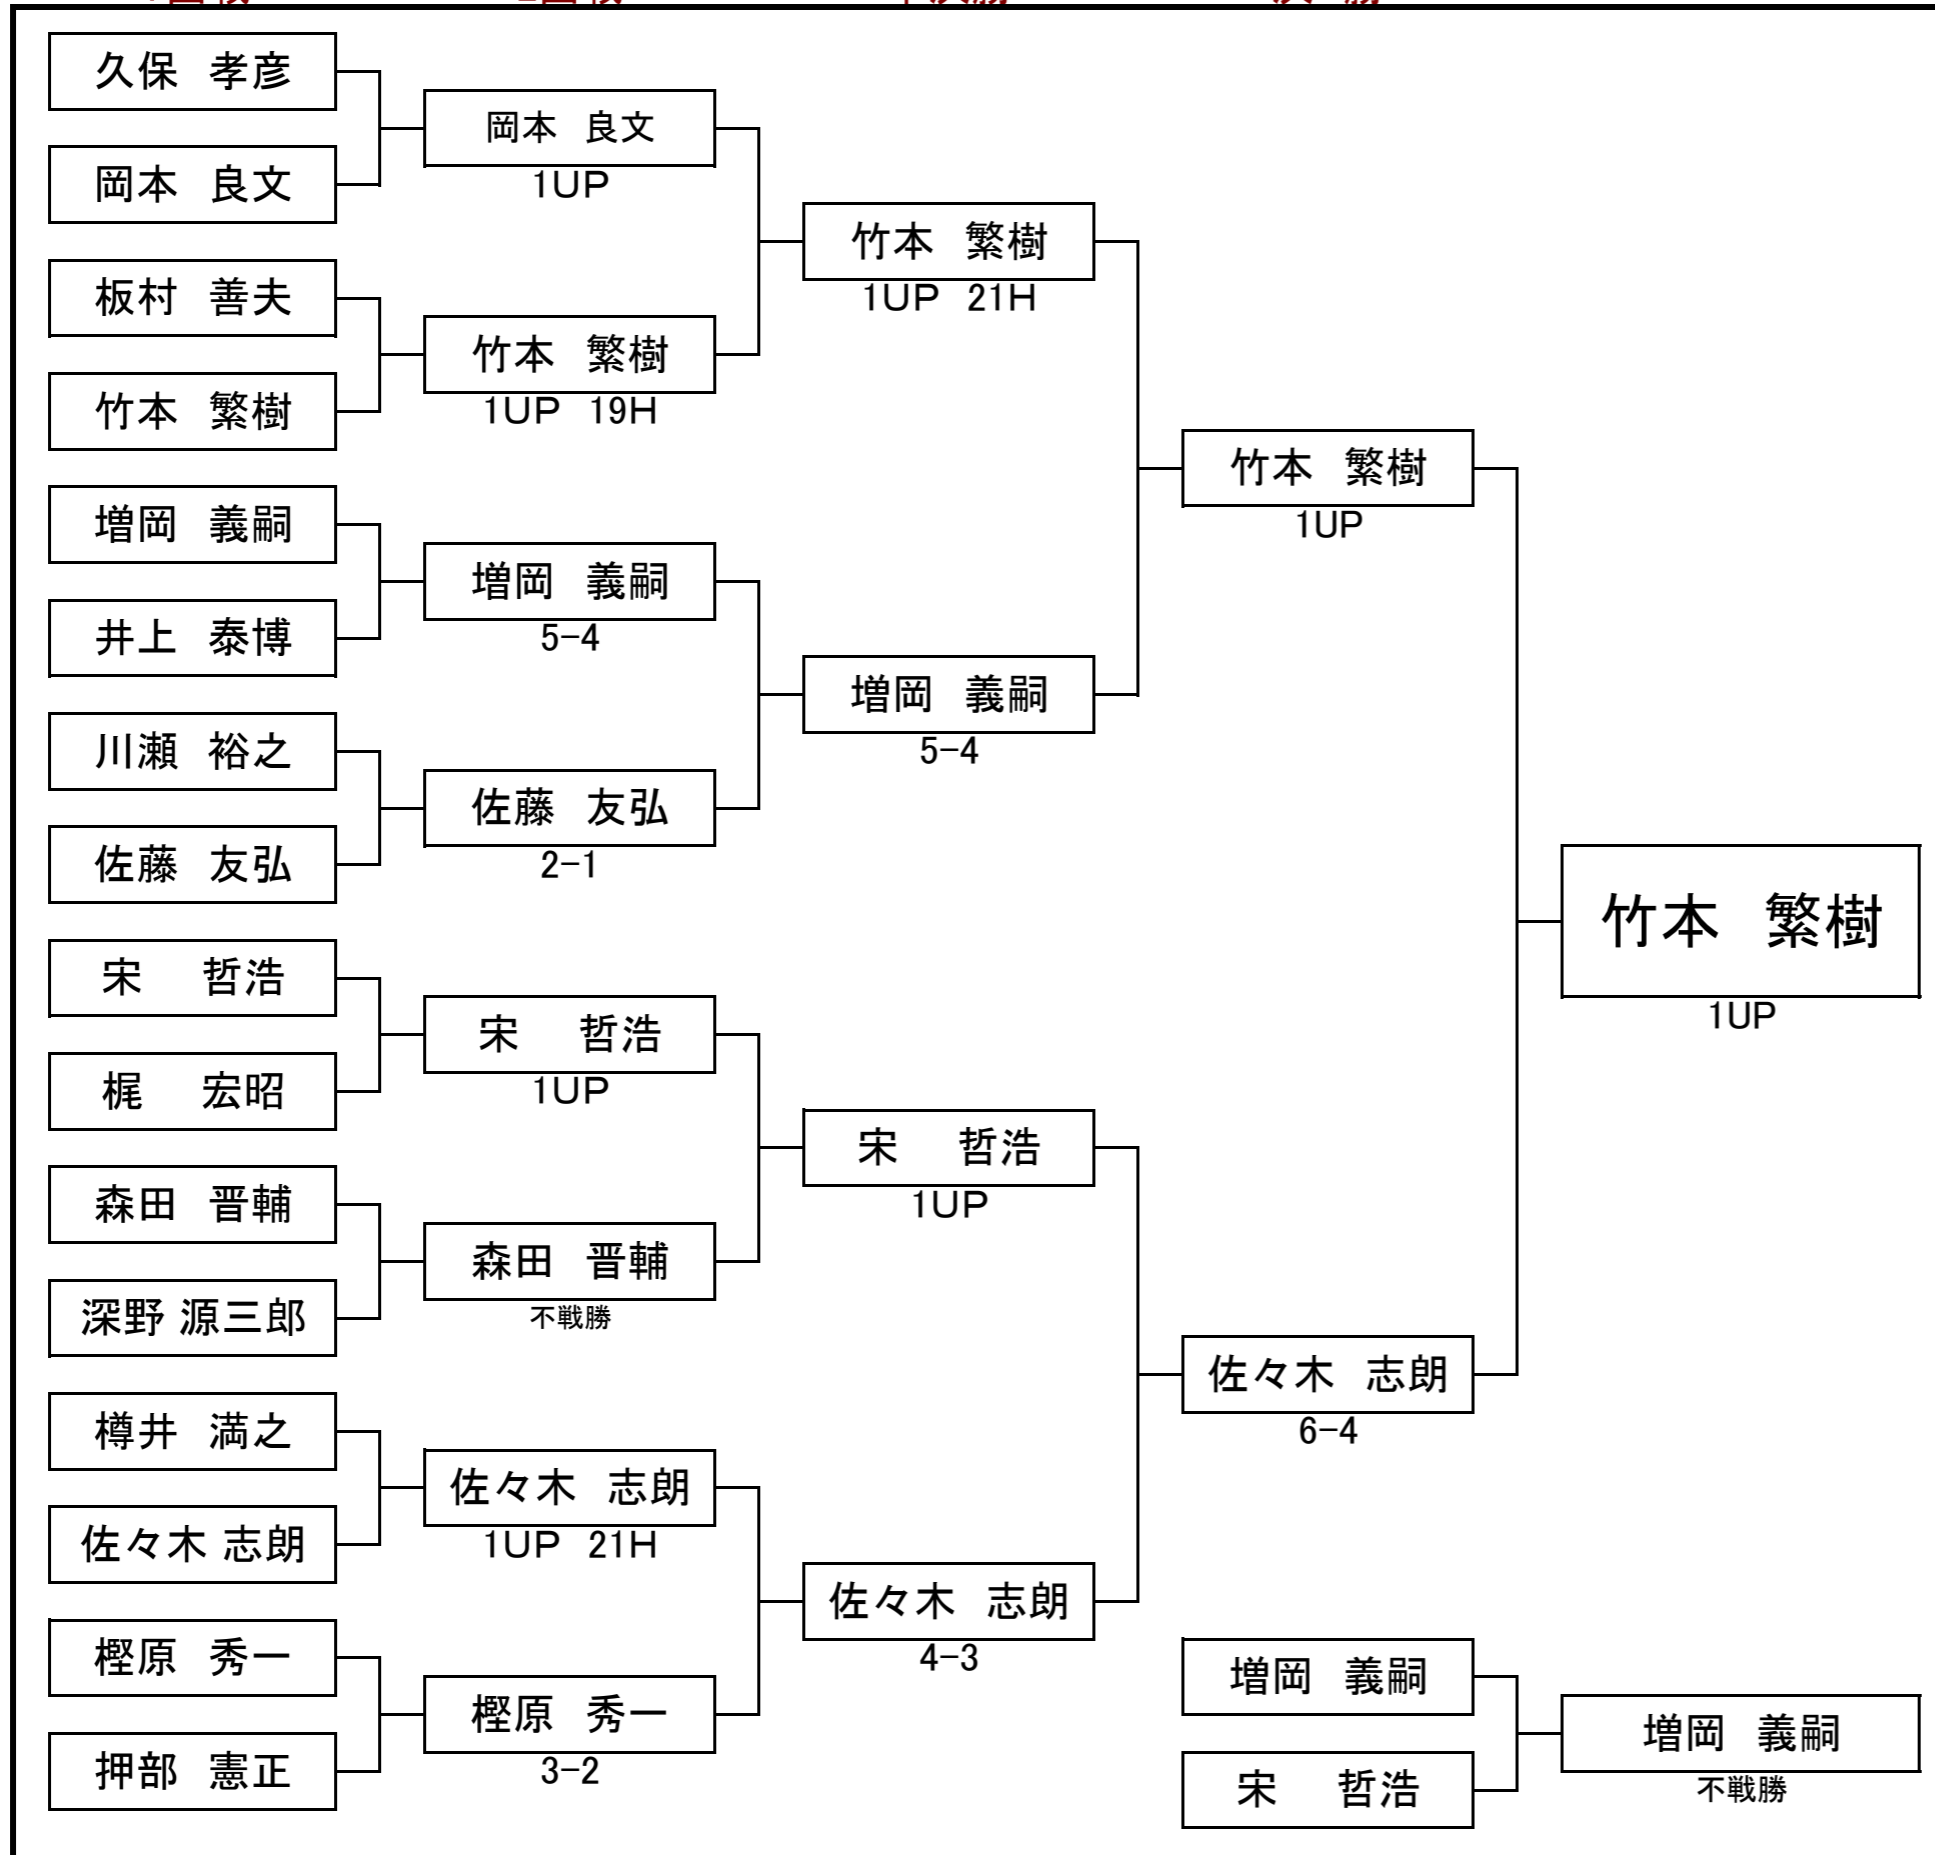 久保 孝彦
岡本 良文
板村 善夫
竹本 繁樹
増岡 義嗣
井上 泰博
川瀬 裕之
佐藤 友弘
宋 哲浩
梶 宏昭
森田 晋輔
深野 源三郎
樽井 満之
佐々木 志朗
樫原 秀一
押部 憲正
岡本 良文
1UP
竹本 繁樹
1UP 19H
増岡 義嗣
5-4
佐藤 友弘
2-1
宋 哲浩
1UP
森田 晋輔
不戦勝
佐々木 志朗
1UP 21H
樫原 秀一
3-2
竹本 繁樹
1UP 21H
増岡 義嗣
5-4
宋 哲浩
1UP
佐々木 志朗
4-3
竹本 繁樹
1UP
佐々木 志朗
6-4
竹本 繁樹
1UP
増岡 義嗣
宋 哲浩
増岡 義嗣
不戦勝